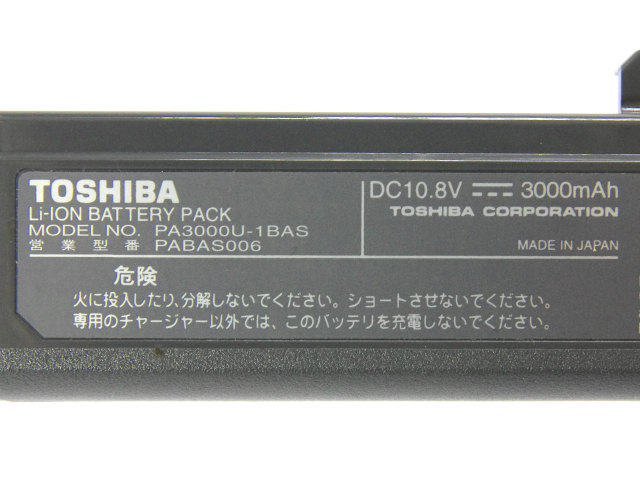 TOSHIBA
Li-ION BATTERY PACK
MODEL NO. PA3000U-1BAS
営業型番 PABAS006
DC10.8V ⎓ 3000mAh
TOSHIBA CORPORATION
MADE IN JAPAN
危険
火に投入したり、分解しないでください。ショートさせないでください。
専用のチャージャー以外では、このバッテリを充電しないでください。